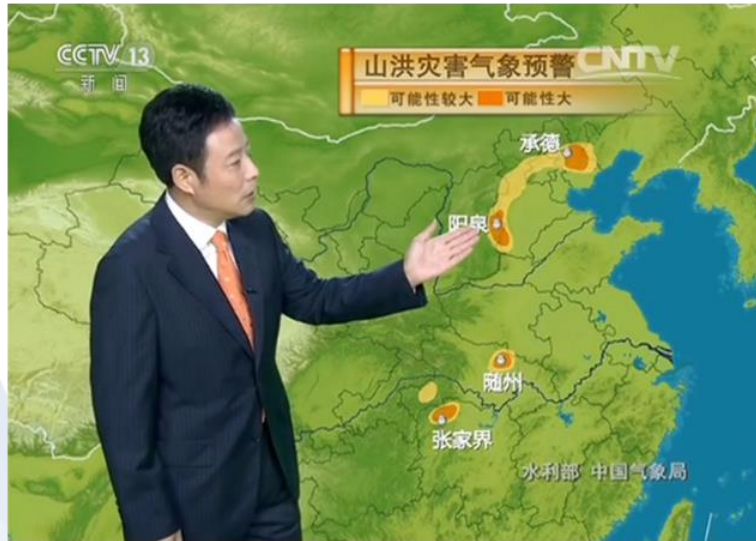 CCTV 13
新闻
山洪灾害气象预警
CNTV
可能性较大 可能性大
承德
阳泉
随州
张家界
水利部 中国气象局